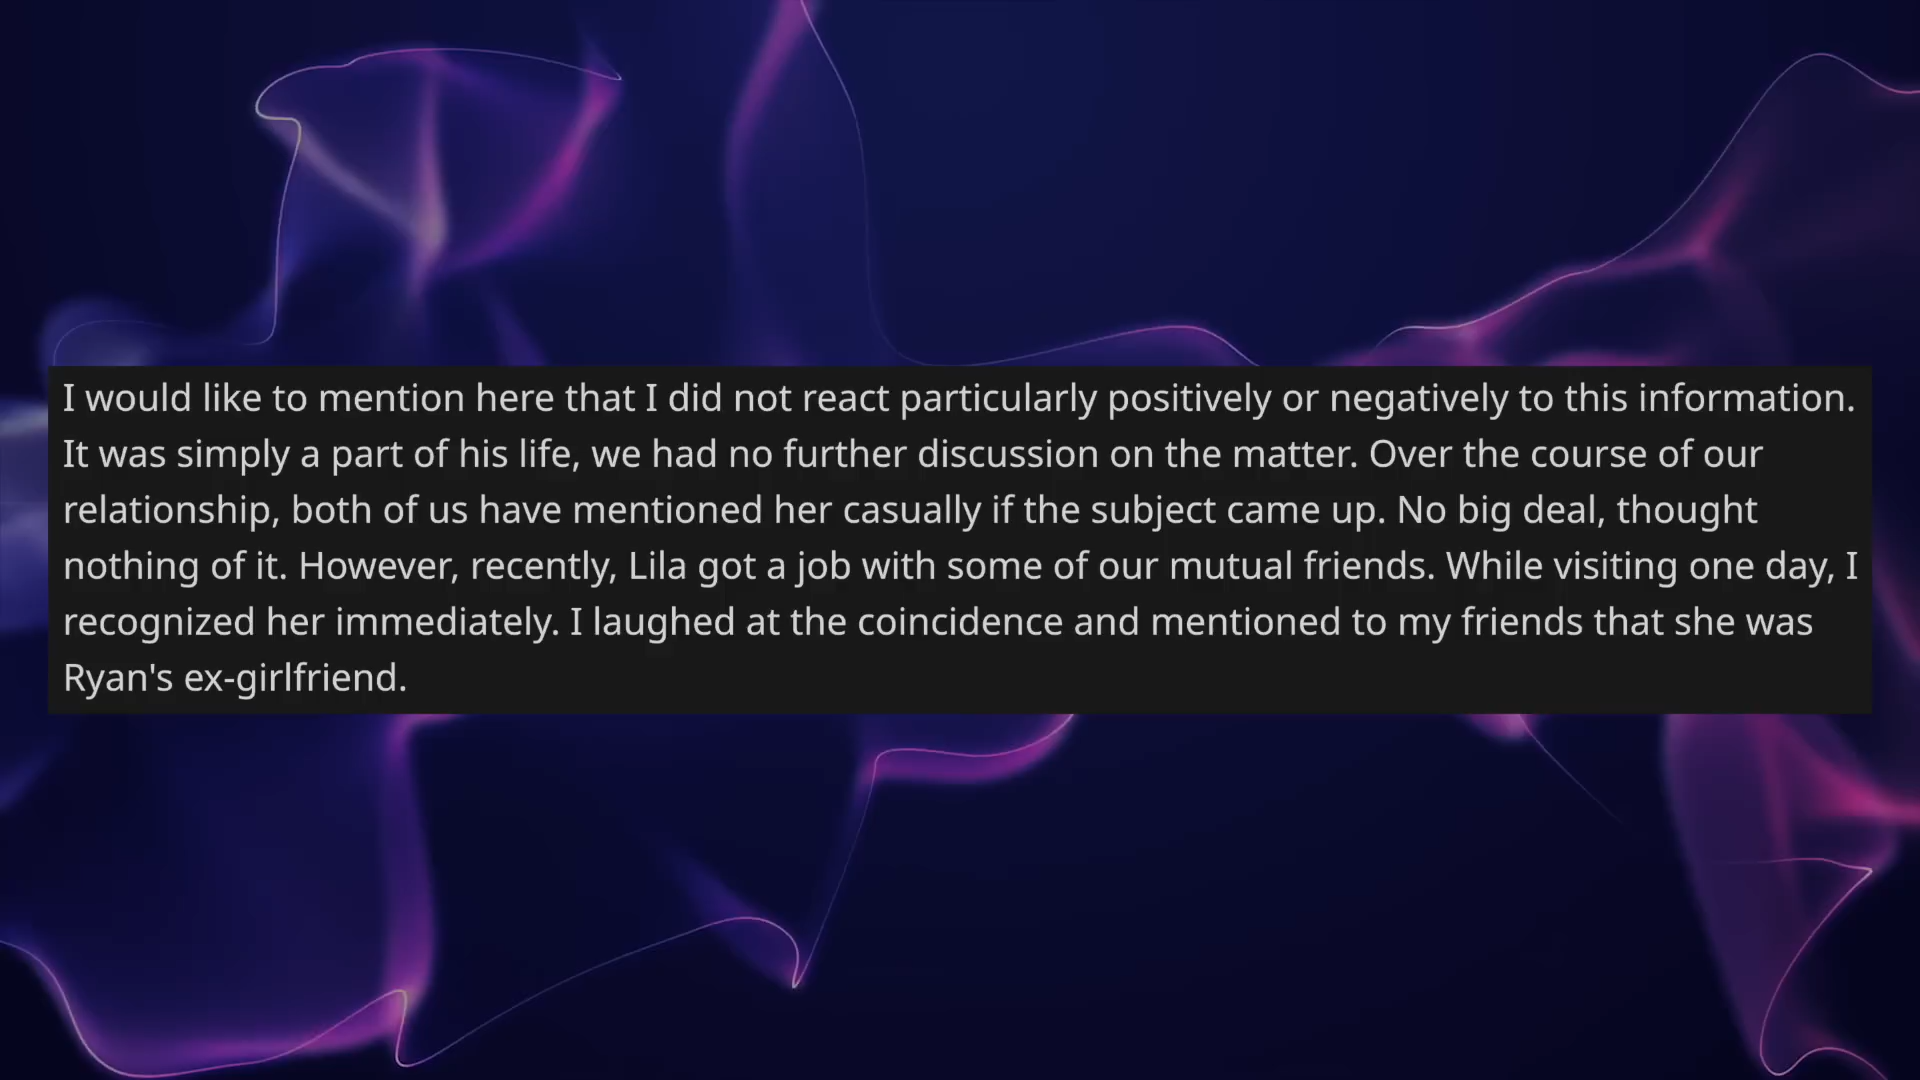 I would like to mention here that I did not react particularly positively or negatively to this information.
It was simply a part of his life, we had no further discussion on the matter. Over the course of our
relationship, both of us have mentioned her casually if the subject came up. No big deal, thought
nothing of it. However, recently, Lila got a job with some of our mutual friends. While visiting one day, I
recognized her immediately. I laughed at the coincidence and mentioned to my friends that she was
Ryan's ex-girlfriend.